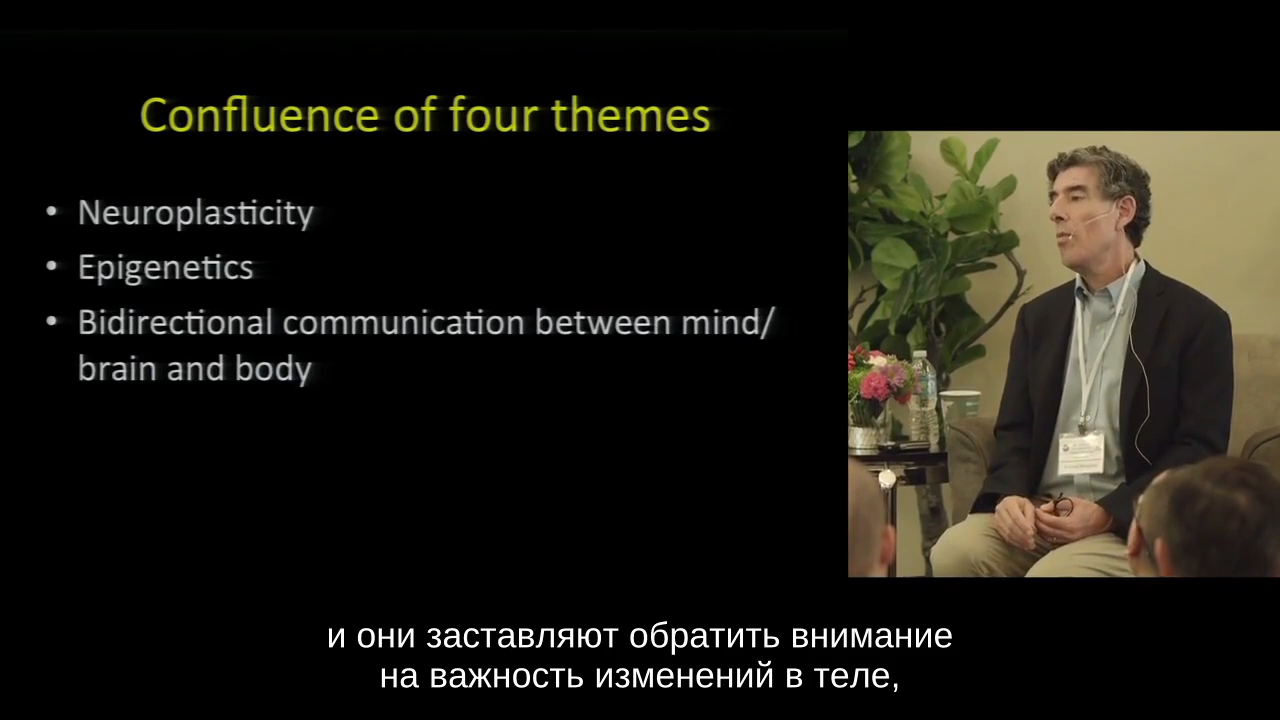 Confluence of four themes
• Neuroplasticity
• Epigenetics
• Bidirectional communication between mind/
brain and body
и они заставляют обратить внимание
на важность изменений в теле,